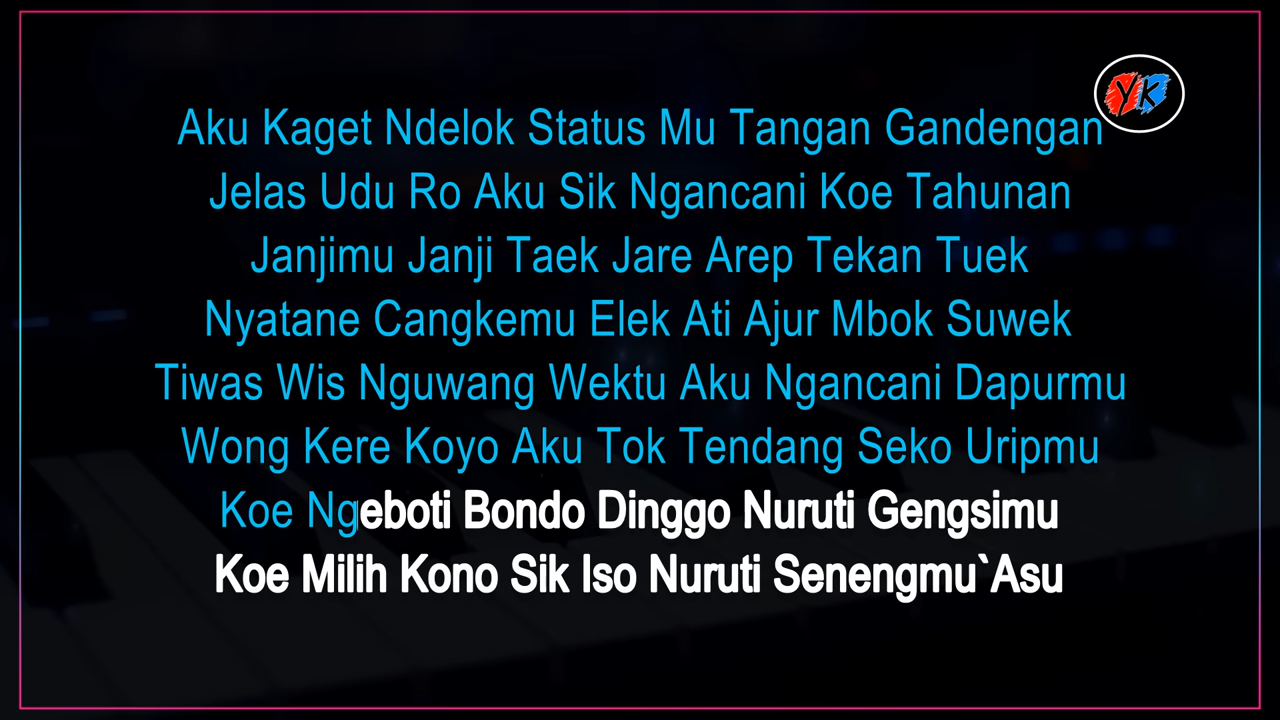 YK
Aku Kaget Ndelok Status Mu Tangan Gandengan
Jelas Udu Ro Aku Sik Ngancani Koe Tahunan
Janjimu Janji Taek Jare Arep Tekan Tuek
Nyatane Cangkemu Elek Ati Ajur Mbok Suwek
Tiwas Wis Nguwang Wektu Aku Ngancani Dapurmu
Wong Kere Koyo Aku Tok Tendang Seko Uripmu
Koe Ngeboti Bondo Dinggo Nuruti Gengsimu
Koe Milih Kono Sik Iso Nuruti Senengmu`Asu